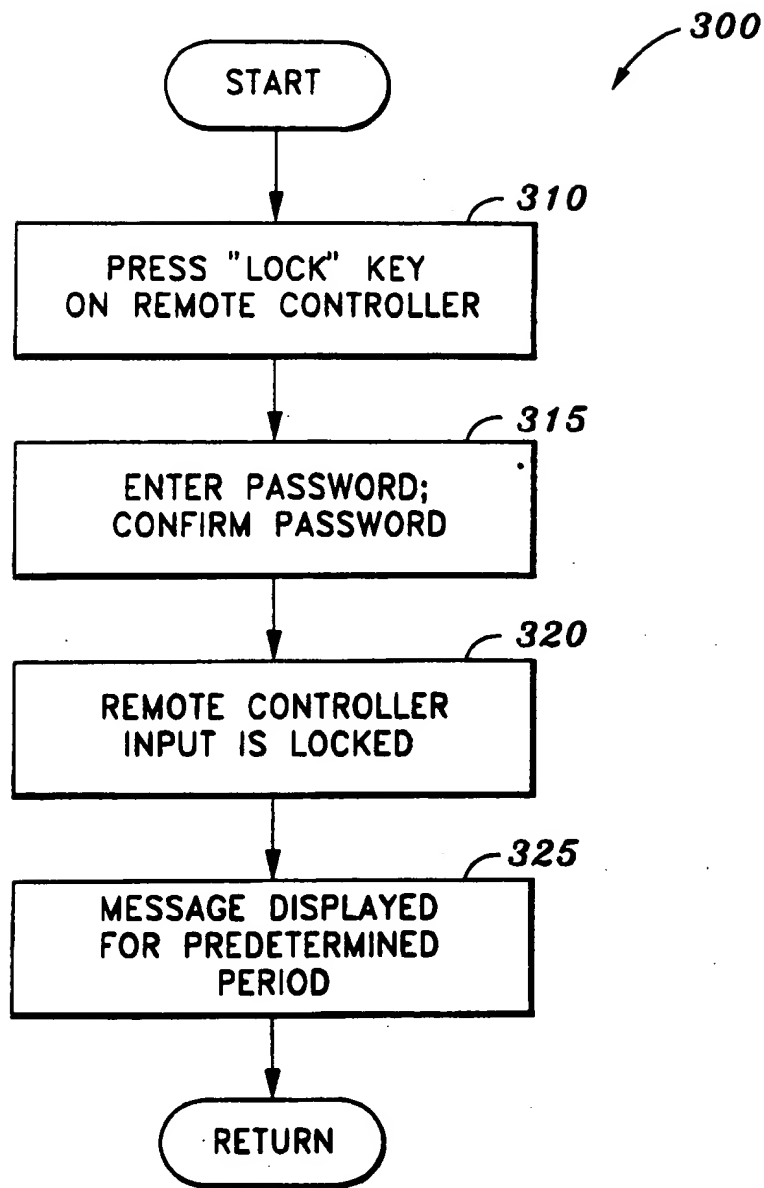 300
START
310
PRESS "LOCK" KEY
ON REMOTE CONTROLLER
315
ENTER PASSWORD;
CONFIRM PASSWORD
320
REMOTE CONTROLLER
INPUT IS LOCKED
325
MESSAGE DISPLAYED
FOR PREDETERMINED
PERIOD
RETURN